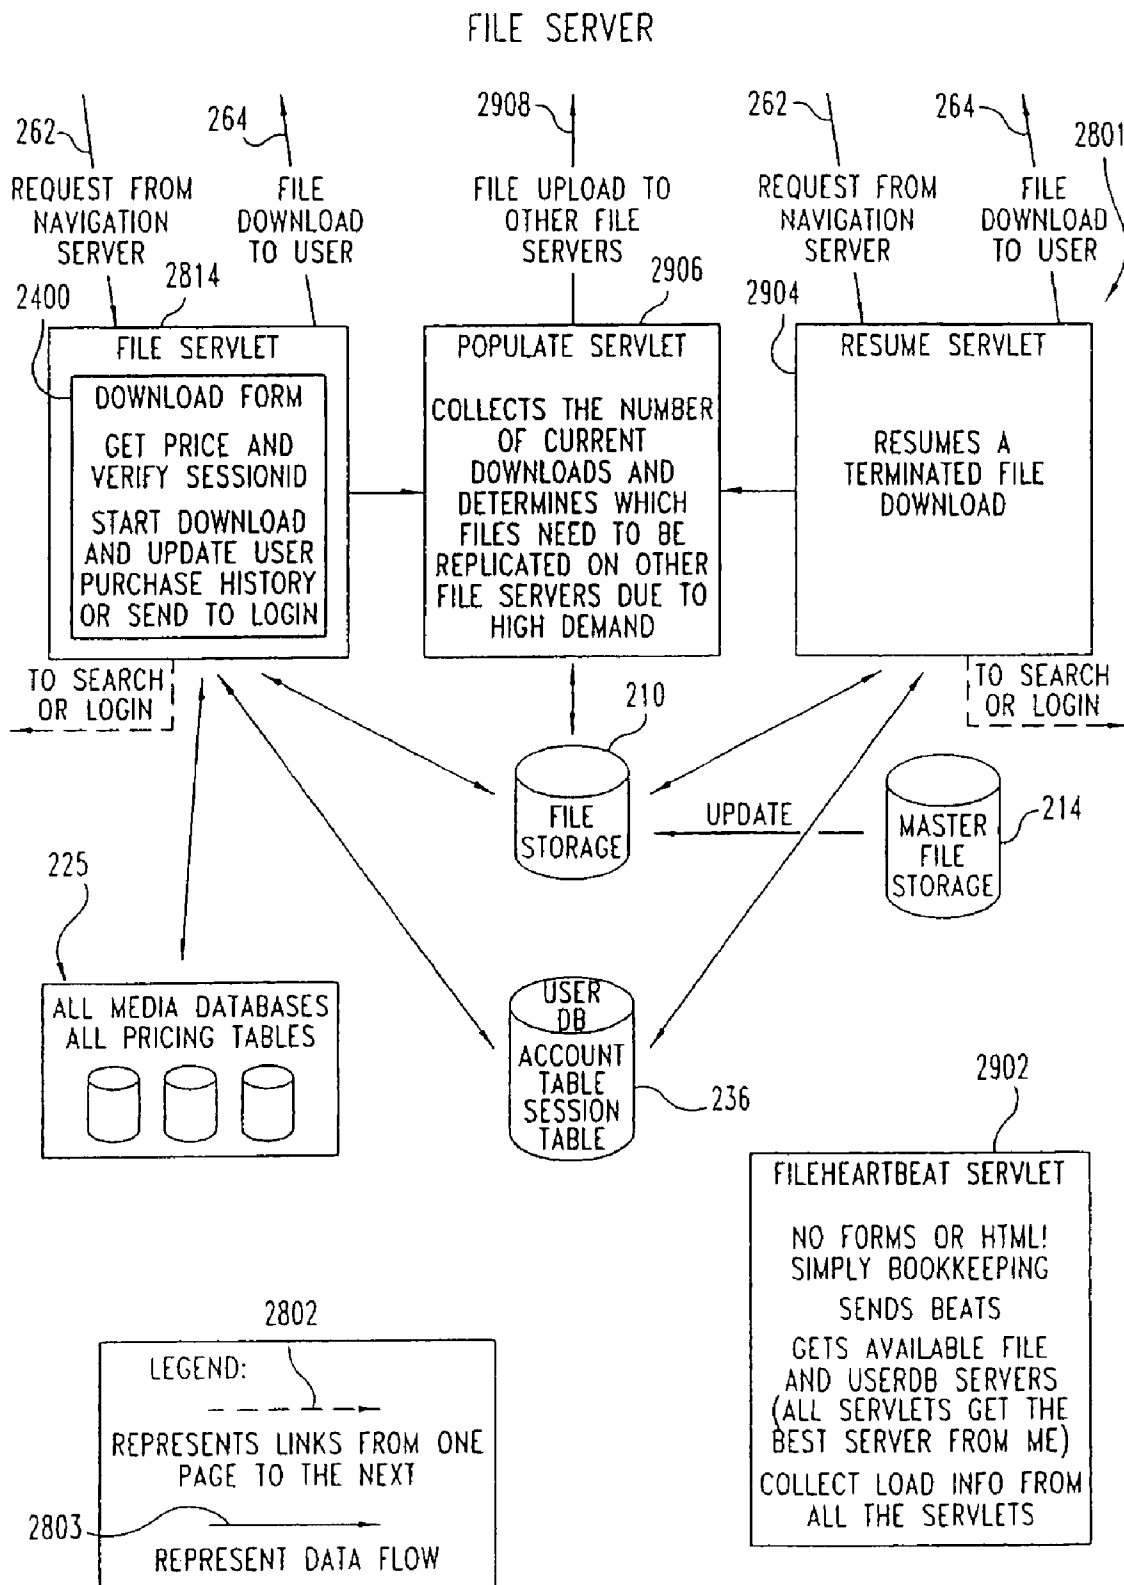 FILE SERVER
262
REQUEST FROM
NAVIGATION
SERVER
264
FILE
DOWNLOAD
TO USER
2908
FILE UPLOAD TO
OTHER FILE
SERVERS
262
REQUEST FROM
NAVIGATION
SERVER
264
FILE
DOWNLOAD
TO USER
2801
2400
2814
FILE SERVLET
DOWNLOAD FORM
GET PRICE AND
VERIFY SESSIONID
START DOWNLOAD
AND UPDATE USER
PURCHASE HISTORY
OR SEND TO LOGIN
2906
POPULATE SERVLET
COLLECTS THE NUMBER
OF CURRENT
DOWNLOADS AND
DETERMINES WHICH
FILES NEED TO BE
REPLICATED ON OTHER
FILE SERVERS DUE TO
HIGH DEMAND
2904
RESUME SERVLET
RESUMES A
TERMINATED FILE
DOWNLOAD
TO SEARCH
OR LOGIN
TO SEARCH
OR LOGIN
210
FILE
STORAGE
UPDATE
MASTER
FILE
STORAGE
214
225
ALL MEDIA DATABASES
ALL PRICING TABLES
USER
DB
ACCOUNT
TABLE
SESSION
TABLE
236
2902
FILEHEARTBEAT SERVLET
NO FORMS OR HTML!
SIMPLY BOOKKEEPING
SENDS BEATS
GETS AVAILABLE FILE
AND USERDB SERVERS
(ALL SERVLETS GET THE
BEST SERVER FROM ME)
COLLECT LOAD INFO FROM
ALL THE SERVLETS
2802
LEGEND:
REPRESENTS LINKS FROM ONE
PAGE TO THE NEXT
2803
REPRESENT DATA FLOW